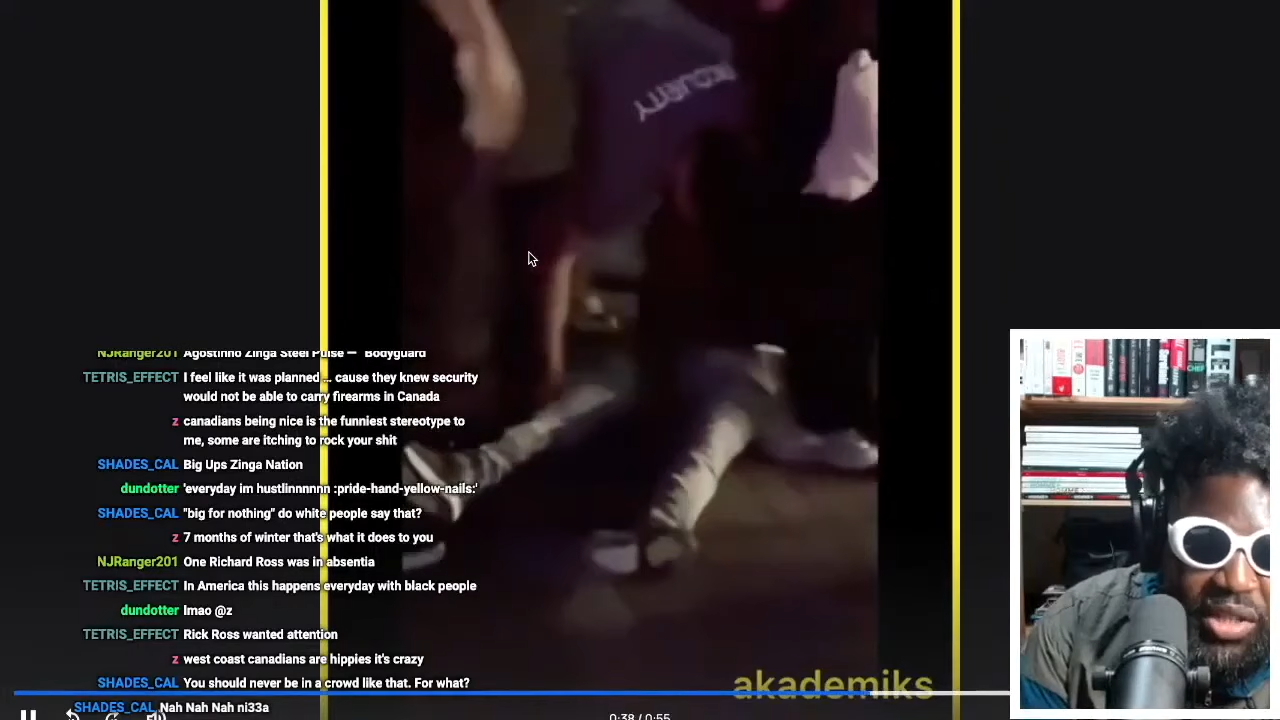 SECURITY
NJRanger201 Agostinho Zinga Steel Pulse — "Bodyguard"
TETRIS_EFFECT I feel like it was planned ... cause they knew security
would not be able to carry firearms in Canada
z canadians being nice is the funniest stereotype to
me, some are itching to rock your shit
SHADES_CAL Big Ups Zinga Nation
dundotter 'everyday im hustlinnnnnn :pride-hand-yellow-nails:'
SHADES_CAL "big for nothing" do white people say that?
z 7 months of winter that's what it does to you
NJRanger201 One Richard Ross was in absentia
TETRIS_EFFECT In America this happens everyday with black people
dundotter lmao @z
TETRIS_EFFECT Rick Ross wanted attention
z west coast canadians are hippies it's crazy
SHADES_CAL You should never be in a crowd like that. For what?
SHADES_CAL Nah Nah Nah ni33a
akademiks
0:38 / 0:55
CHEF